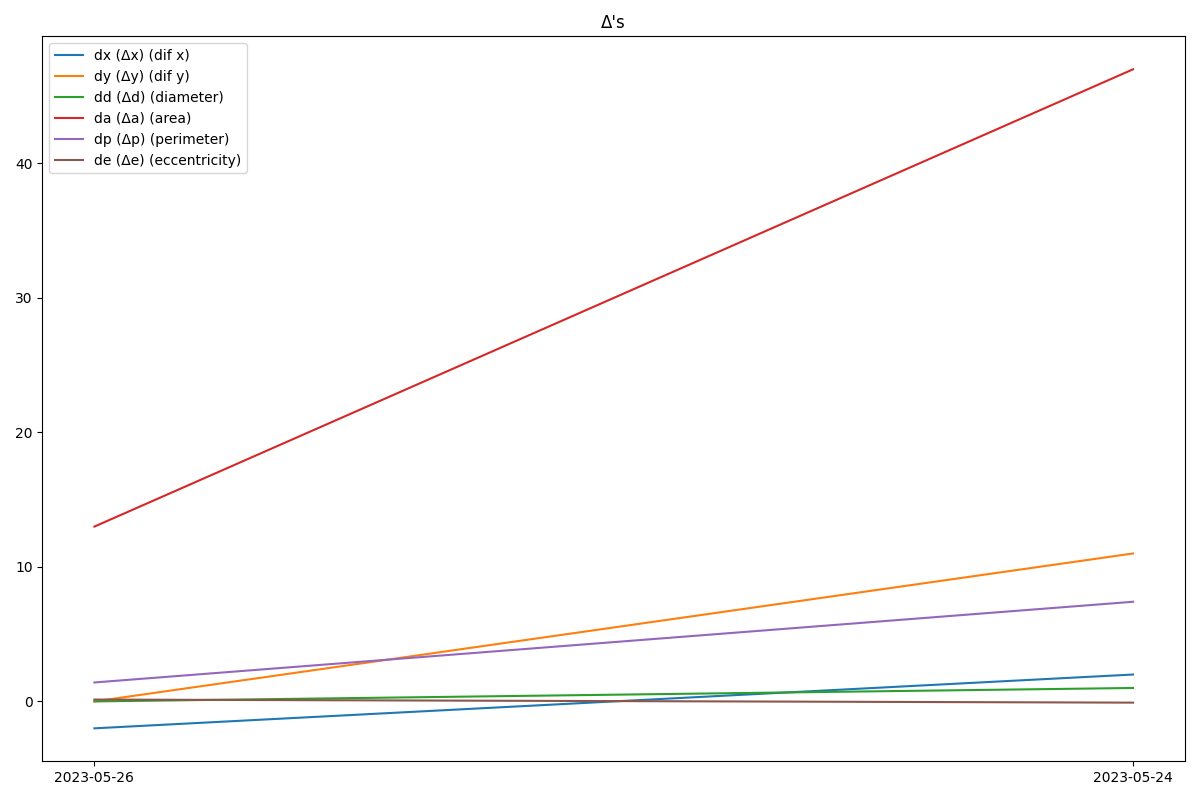 Δ's
dx (Δx) (dif x)
dy (Δy) (dif y)
dd (Δd) (diameter)
da (Δa) (area)
dp (Δp) (perimeter)
de (Δe) (eccentricity)
40
30
20
10
0
2023-05-26
2023-05-24